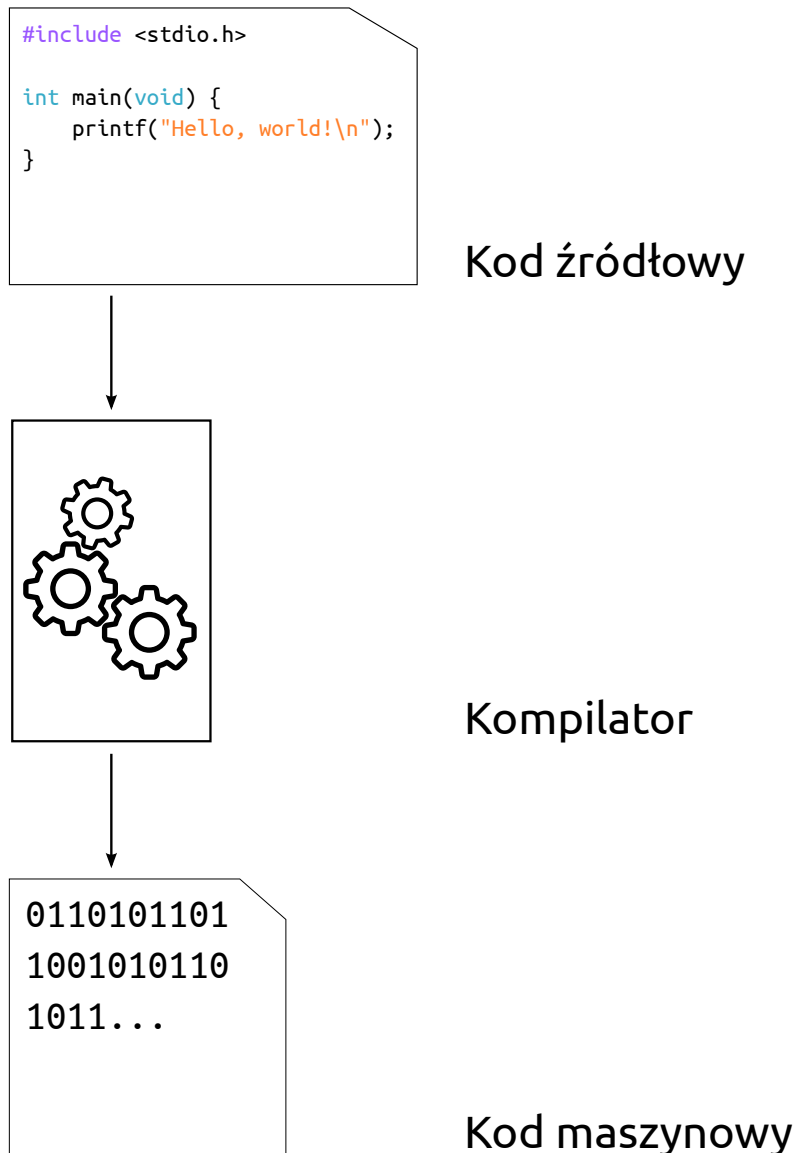 #include <stdio.h>
int main(void) {
    printf("Hello, world!\n");
}
Kod źródłowy
Kompilator
0110101101
1001010110
1011...
Kod maszynowy